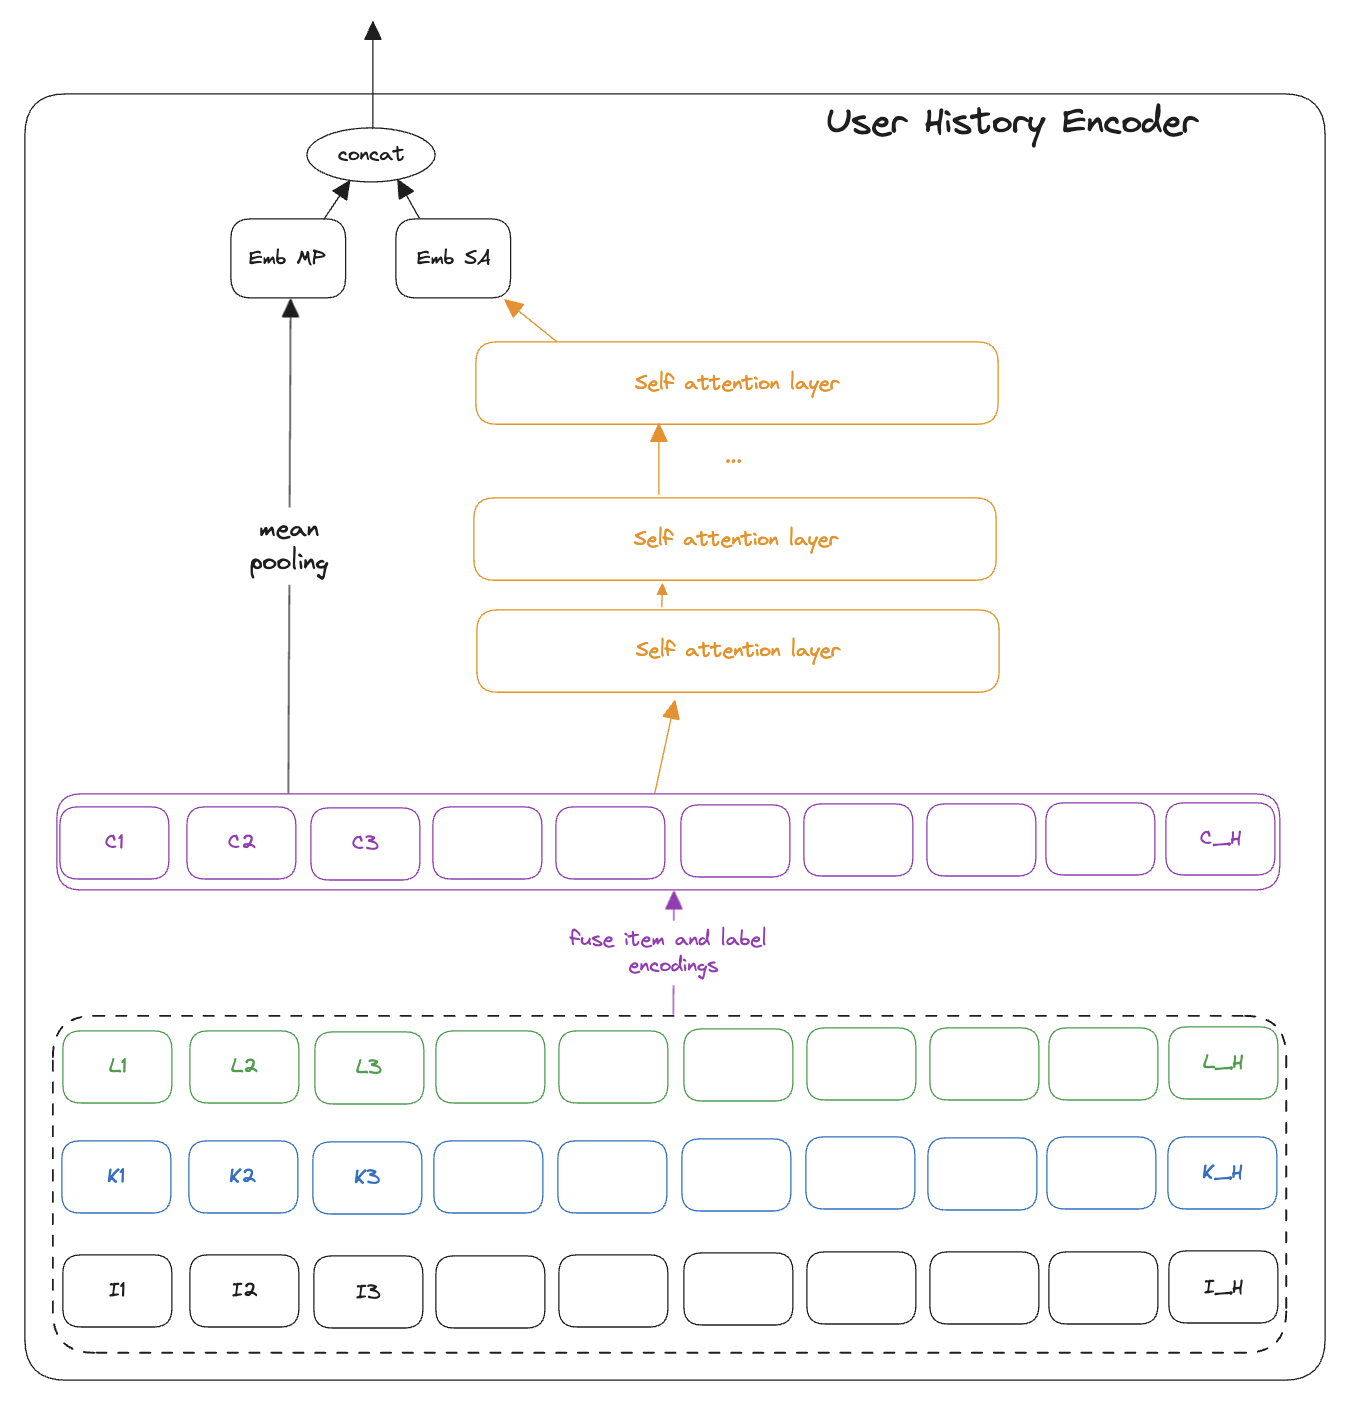 User History Encoder
concat
Emb MP
Emb SA
Self attention layer
...
mean
pooling
Self attention layer
Self attention layer
C1
C2
C3
C_H
fuse item and label
encodings
L1
L2
L3
L_H
K1
K2
K3
K_H
I1
I2
I3
I_H